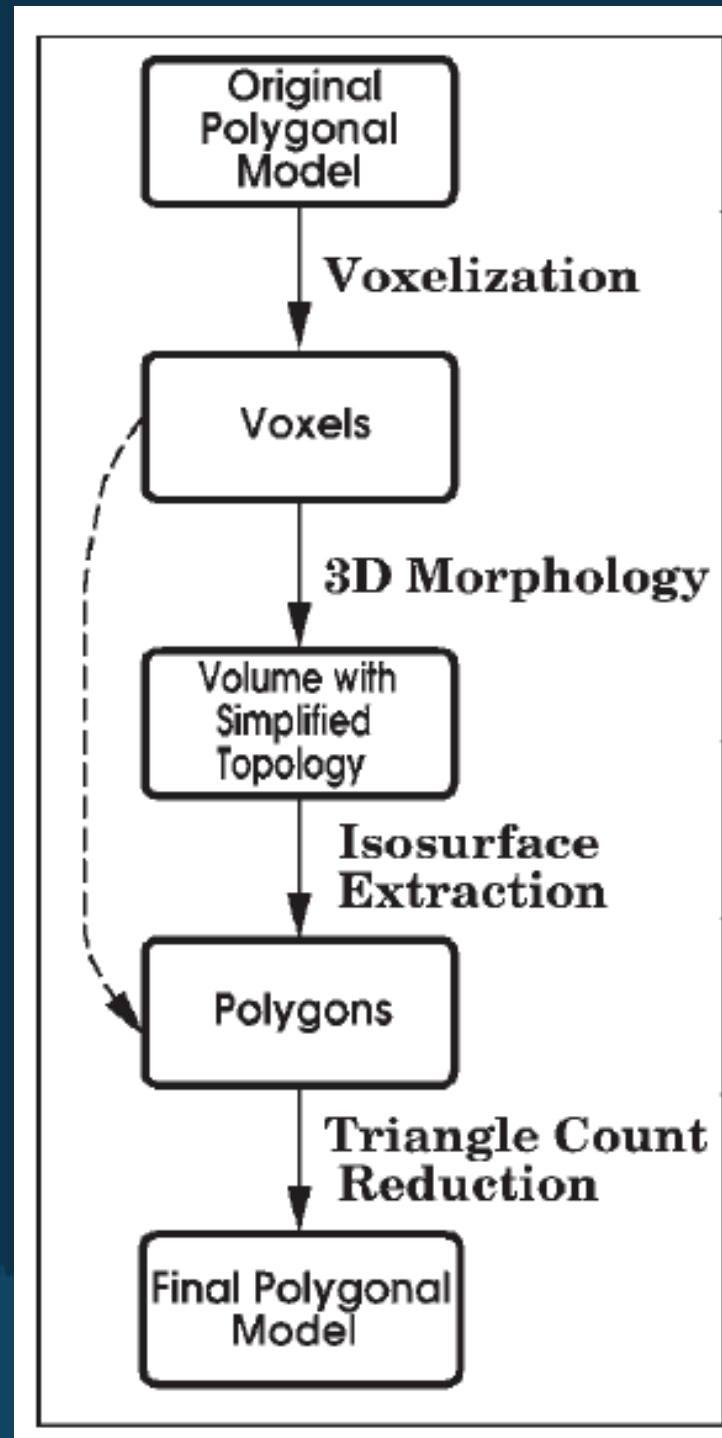 Original
Polygonal
Model
Voxelization
Voxels
3D Morphology
Volume with
Simplified
Topology
Isosurface
Extraction
Polygons
Triangle Count
Reduction
Final Polygonal
Model